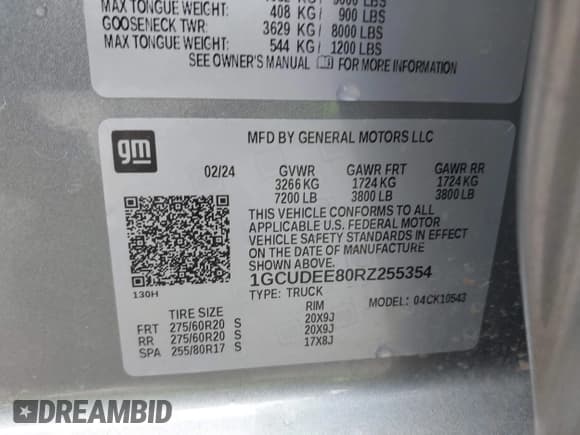 KG/ 9000 LBS
MAX TONGUE WEIGHT: 408 KG/ 900 LBS
GOOSENECK TWR: 3629 KG/ 8000 LBS
MAX TONGUE WEIGHT: 544 KG/ 1200 LBS
SEE OWNER'S MANUAL FOR MORE INFORMATION
gm
MFD BY GENERAL MOTORS LLC
02/24 GVWR GAWR FRT GAWR RR
3266 KG 1724 KG 1724 KG
7200 LB 3800 LB 3800 LB
THIS VEHICLE CONFORMS TO ALL
APPLICABLE U.S. FEDERAL MOTOR
VEHICLE SAFETY STANDARDS IN EFFECT
ON THE DATE OF MANUFACTURE
SHOWN ABOVE.
1GCUDEE80RZ255354
130H
TYPE: TRUCK MODEL: 04CK10543
TIRE SIZE RIM
FRT 275/60R20 S 20X9J
RR 275/60R20 S 20X9J
SPA 255/80R17 S 17X8J
DREAMBID